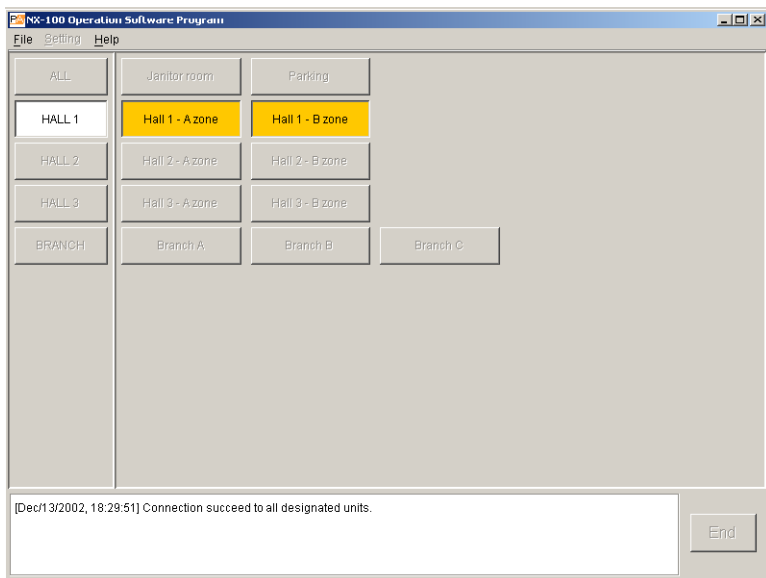 NX-100 Operation Software Program
File Setting Help
ALL Janitor room Parking
HALL 1 Hall 1 - A zone Hall 1 - B zone
HALL 2 Hall 2 - A zone Hall 2 - B zone
HALL 3 Hall 3 - A zone Hall 3 - B zone
BRANCH Branch A Branch B Branch C
[Dec/13/2002, 18:29:51] Connection succeed to all designated units.
End